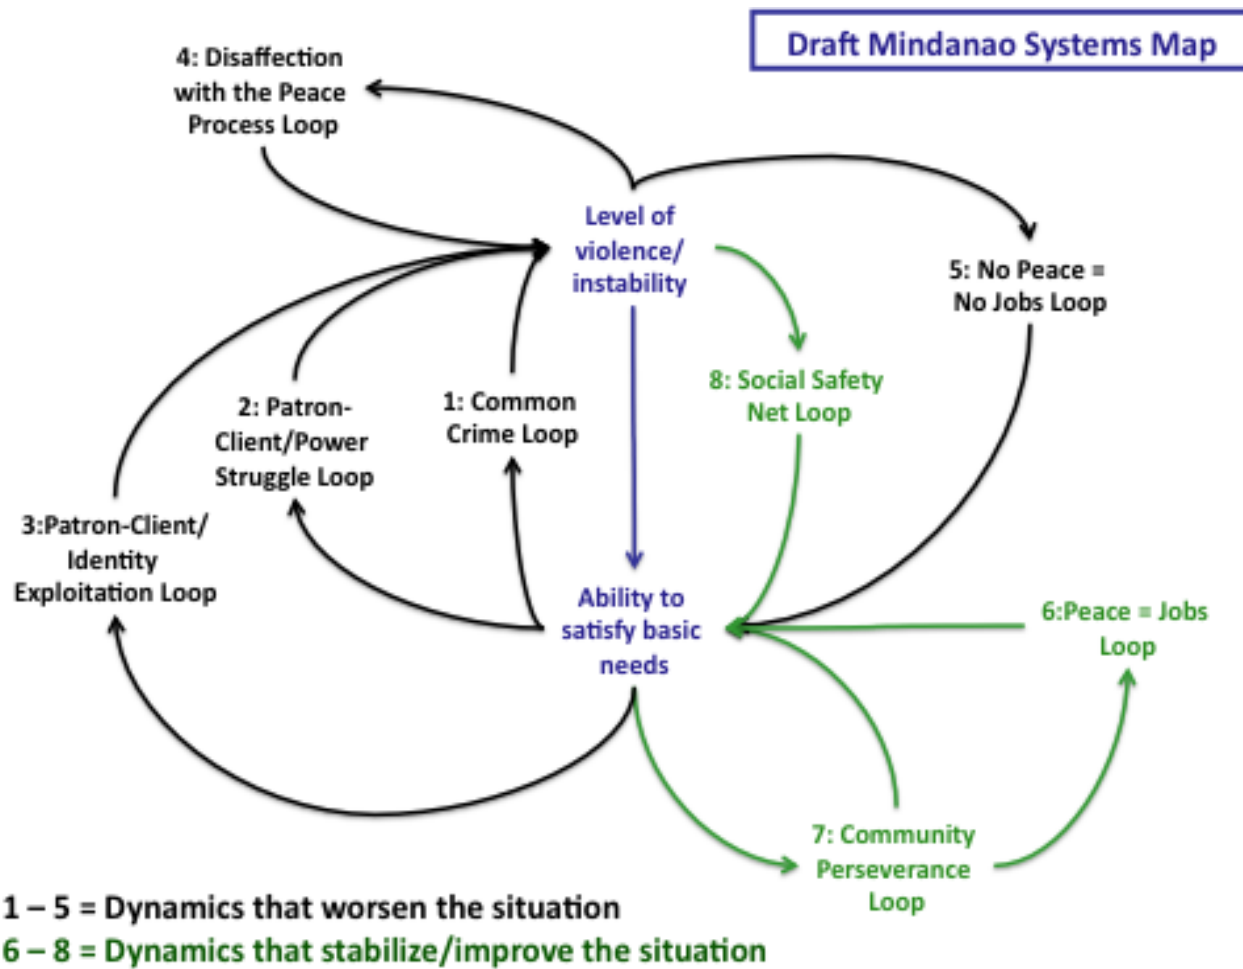 Draft Mindanao Systems Map
4: Disaffection
with the Peace
Process Loop
Level of
violence/
instability
5: No Peace =
No Jobs Loop
8: Social Safety
Net Loop
1: Common
Crime Loop
2: Patron-
Client/Power
Struggle Loop
3:Patron-Client/
Identity
Exploitation Loop
Ability to
satisfy basic
needs
6:Peace = Jobs
Loop
7: Community
Perseverance
Loop
1 – 5 = Dynamics that worsen the situation
6 – 8 = Dynamics that stabilize/improve the situation